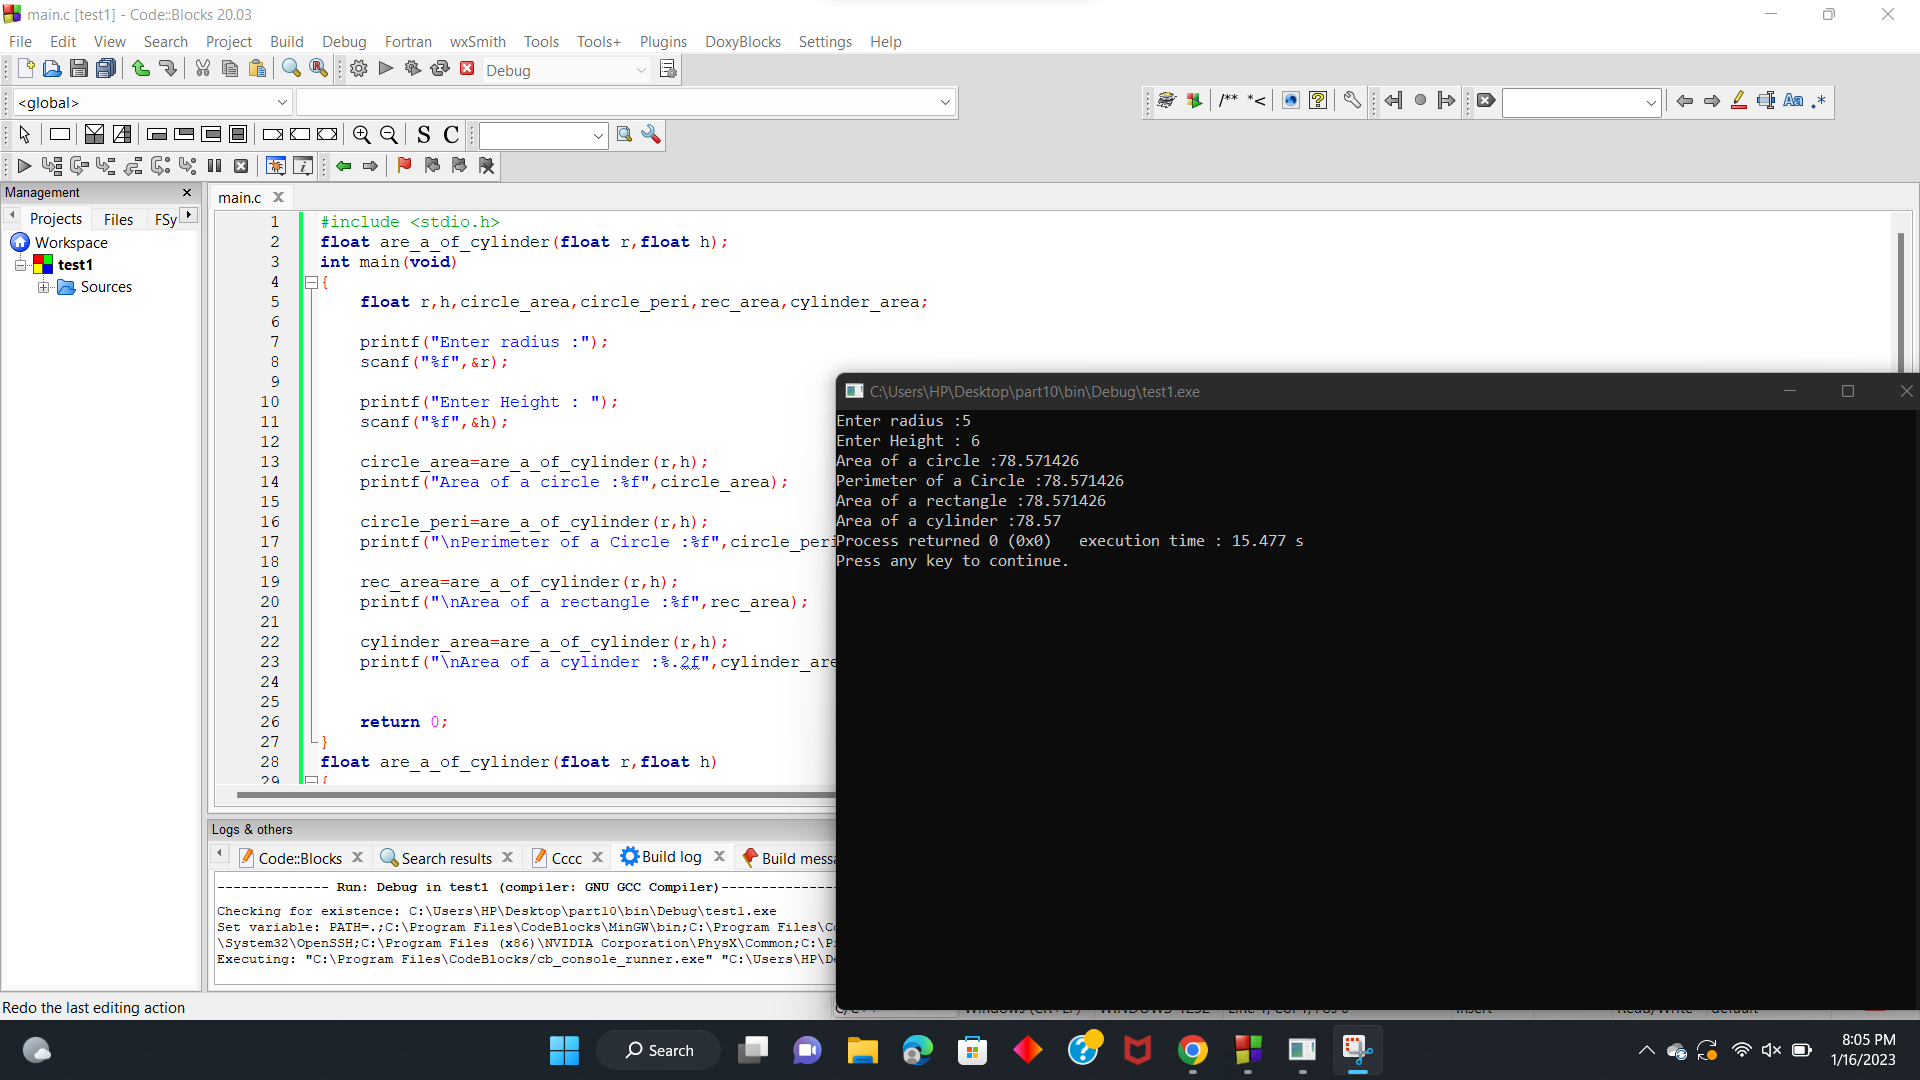 main.c [test1] - Code::Blocks 20.03
File Edit View Search Project Build Debug Fortran wxSmith Tools Tools+ Plugins DoxyBlocks Settings Help
Debug
<global>
/** *<
Aa .*
S C
Management
main.c
Projects Files FSy
Workspace
test1
Sources
1 #include <stdio.h>
2 float are_a_of_cylinder(float r,float h);
3 int main(void)
4 {
5 float r,h,circle_area,circle_peri,rec_area,cylinder_area;
6
7 printf("Enter radius :");
8 scanf("%f",&r);
9
10 printf("Enter Height : ");
11 scanf("%f",&h);
12
13 circle_area=are_a_of_cylinder(r,h);
14 printf("Area of a circle :%f",circle_area);
15
16 circle_peri=are_a_of_cylinder(r,h);
17 printf("\nPerimeter of a Circle :%f",circle_peri
18
19 rec_area=are_a_of_cylinder(r,h);
20 printf("\nArea of a rectangle :%f",rec_area);
21
22 cylinder_area=are_a_of_cylinder(r,h);
23 printf("\nArea of a cylinder :%.2f",cylinder_are
24
25
26 return 0;
27 }
28 float are_a_of_cylinder(float r,float h)
29 {
C:\Users\HP\Desktop\part10\bin\Debug\test1.exe
Enter radius :5
Enter Height : 6
Area of a circle :78.571426
Perimeter of a Circle :78.571426
Area of a rectangle :78.571426
Area of a cylinder :78.57
Process returned 0 (0x0)   execution time : 15.477 s
Press any key to continue.
Logs & others
Code::Blocks Search results Cccc Build log Build messa
-------------- Run: Debug in test1 (compiler: GNU GCC Compiler)---------------
Checking for existence: C:\Users\HP\Desktop\part10\bin\Debug\test1.exe
Set variable: PATH=.;C:\Program Files\CodeBlocks\MinGW\bin;C:\Program Files\Co
\System32\OpenSSH;C:\Program Files (x86)\NVIDIA Corporation\PhysX\Common;C:\Pr
Executing: "C:\Program Files\CodeBlocks/cb_console_runner.exe" "C:\Users\HP\De
Redo the last editing action
Search
8:05 PM
1/16/2023